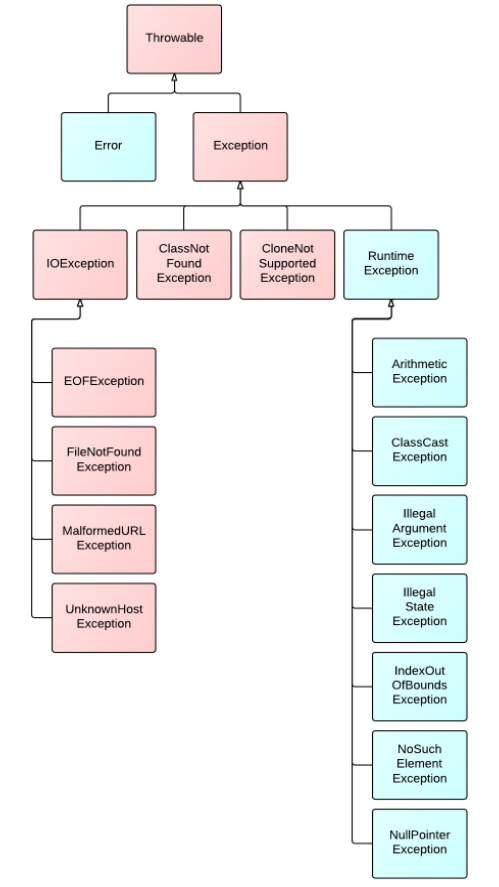 Throwable
Error
Exception
IOException
ClassNot
Found
Exception
CloneNot
Supported
Exception
Runtime
Exception
EOFException
FileNotFound
Exception
MalformedURL
Exception
UnknownHost
Exception
Arithmetic
Exception
ClassCast
Exception
Illegal
Argument
Exception
Illegal
State
Exception
IndexOut
OfBounds
Exception
NoSuch
Element
Exception
NullPointer
Exception